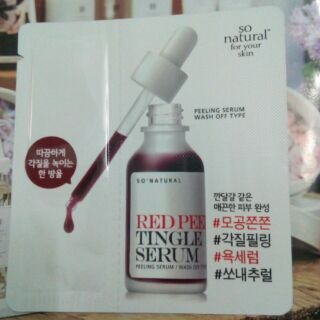 so
natural
for your
skin
PEELING SERUM
WASH OFF TYPE
따끔하게
각질을 녹이는
한 방울
SO'NATURAL
RED PEE
TINGLE
SERUM
PEELING SERUM / WASH OFF
깐달걀 같은
매끈한 피부 완성
#모공쫀쫀
#각질필링
#욕세럼
#쏘내추럴